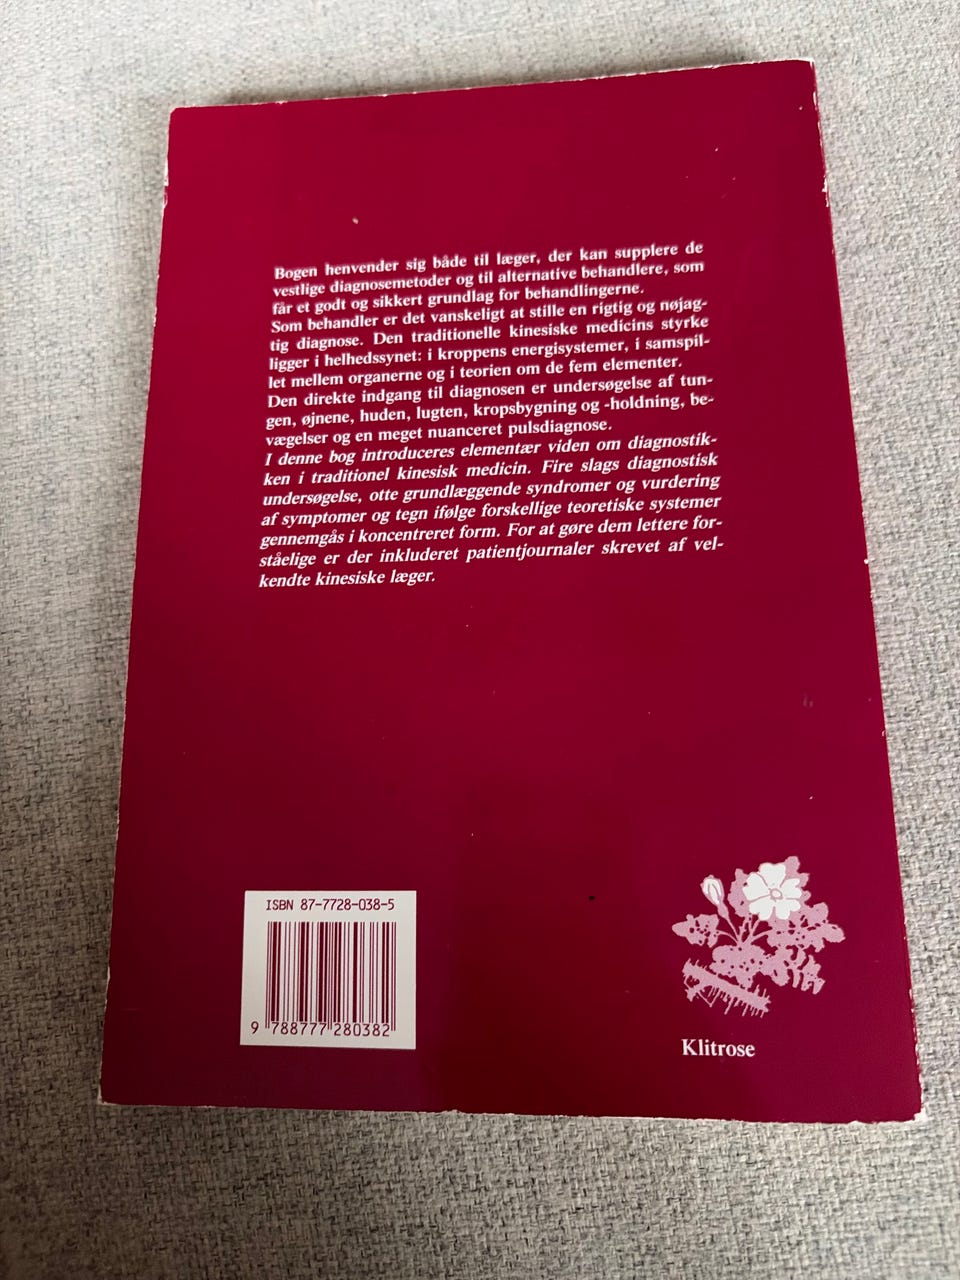 Bogen henvender sig både til læger, der kan supplere de
vestlige diagnosemetoder og til alternative behandlere, som
får et godt og sikkert grundlag for behandlingerne.
Som behandler er det vanskeligt at stille en rigtig og nøjag-
tig diagnose. Den traditionelle kinesiske medicins styrke
ligger i helhedssynet: i kroppens energisystemer, i samspil-
let mellem organerne og i teorien om de fem elementer.
Den direkte indgang til diagnosen er undersøgelse af tun-
gen, øjnene, huden, lugten, kropsbygning og -holdning, be-
vægelser og en meget nuanceret pulsdiagnose.
I denne bog introduceres elementær viden om diagnostik-
ken i traditionel kinesisk medicin. Fire slags diagnostisk
undersøgelse, otte grundlæggende syndromer og vurdering
af symptomer og tegn ifølge forskellige teoretiske systemer
gennemgås i koncentreret form. For at gøre dem lettere for-
ståelige er der inkluderet patientjournaler skrevet af vel-
kendte kinesiske læger.
ISBN 87-7728-038-5
9 788777 280382
Klitrose